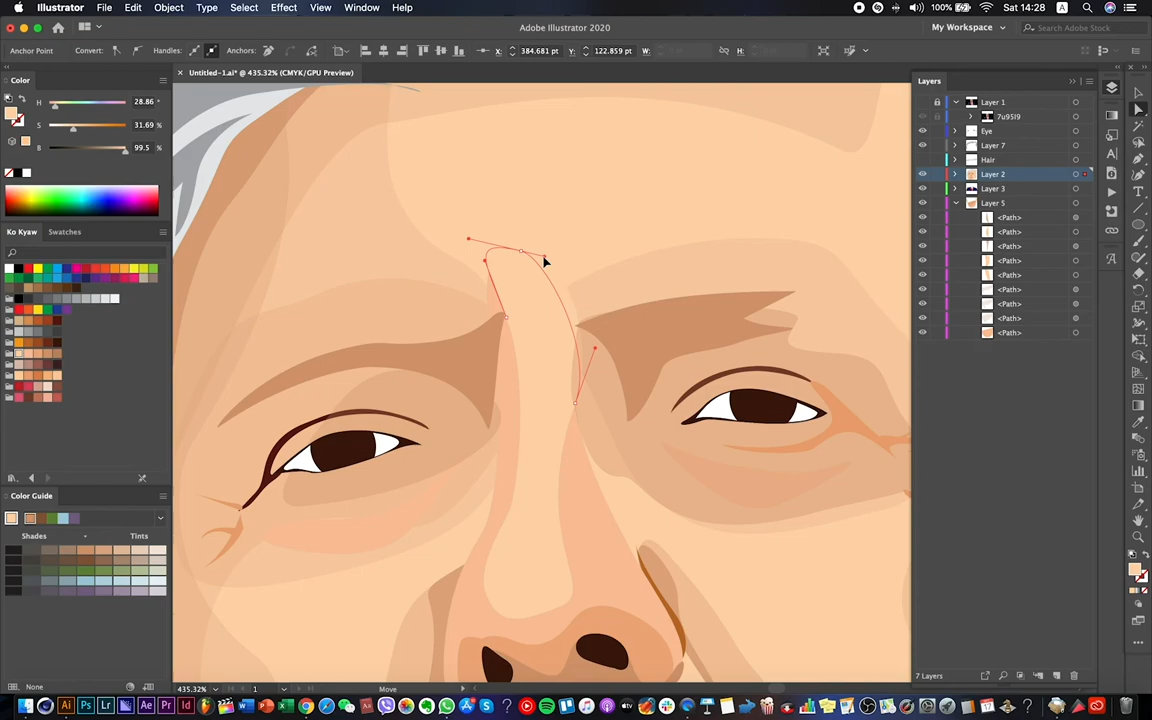 Illustrator File Edit Object Type Select Effect View Window Help 100% A Sat 14:28
Adobe Illustrator 2020 My Workspace Search Adobe Stock
Anchor Point Convert: Handles: Anchors: X: 384.681 pt Y: 122.859 pt W: H:
Color
Untitled-1.ai* @ 435.32% (CMYK/GPU Preview)
Layers
H 28.86 °
S 31.69 %
B 99.5 %
Layer 1
7u95I9
Eye
Layer 7
Hair
Layer 2
Layer 3
Layer 5
<Path>
<Path>
<Path>
<Path>
<Path>
<Path>
<Path>
<Path>
<Path>
Ko Kyaw Swatches
Color Guide
Shades Tints
None
435.32% 1 Move
7 Layers